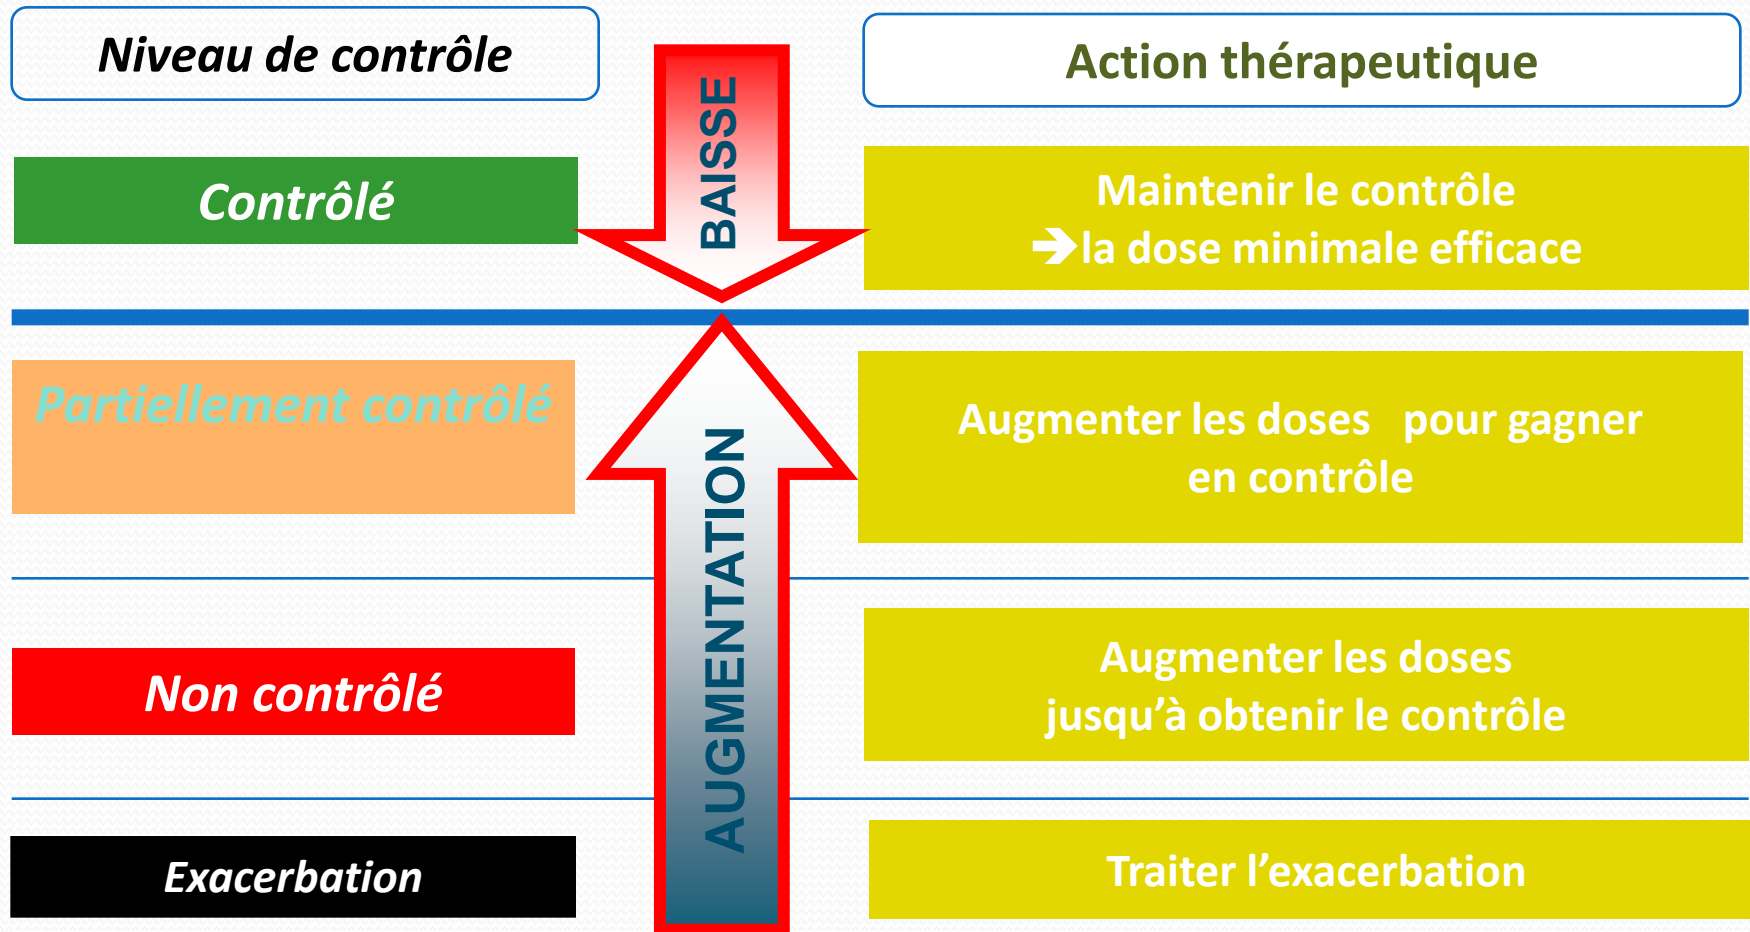 Niveau de contrôle
BAISSE
Action thérapeutique
Contrôlé
Maintenir le contrôle
➔la dose minimale efficace
Partiellement contrôlé
AUGMENTATION
Augmenter les doses pour gagner
en contrôle
Non contrôlé
Augmenter les doses
jusqu’à obtenir le contrôle
Exacerbation
Traiter l’exacerbation